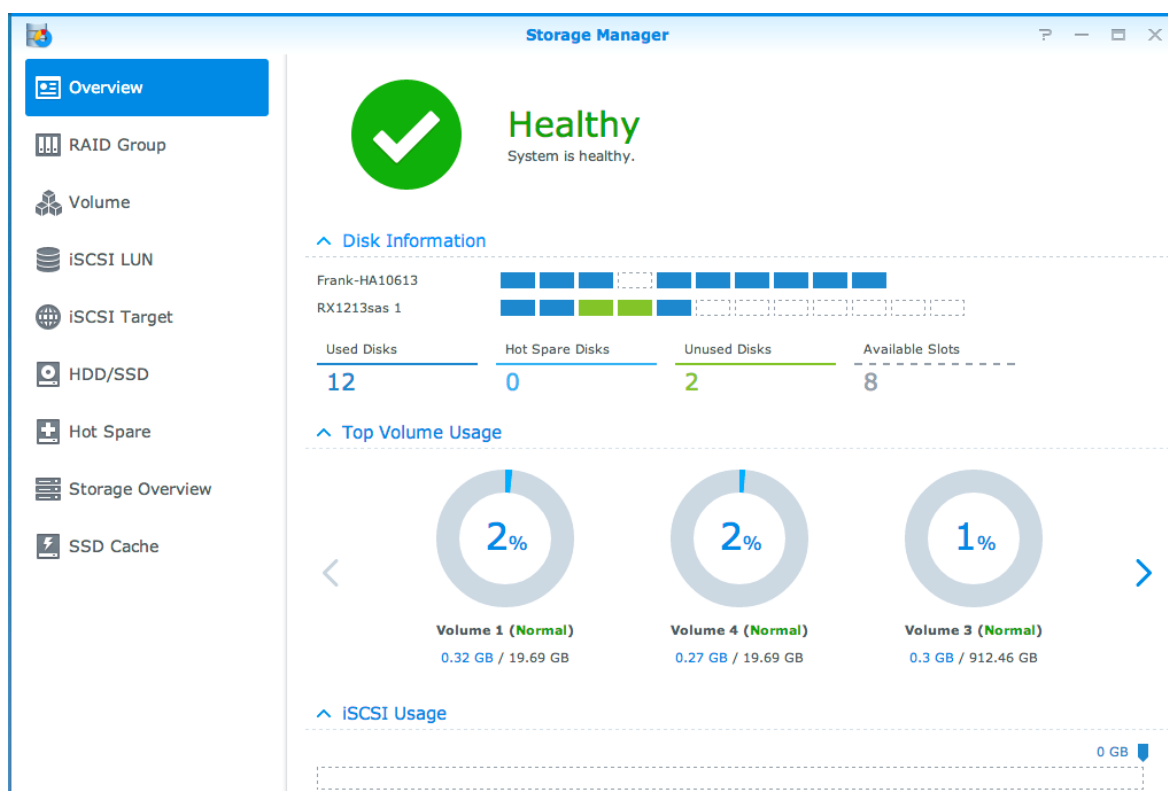 Storage Manager
Overview
RAID Group
Volume
iSCSI LUN
iSCSI Target
HDD/SSD
Hot Spare
Storage Overview
SSD Cache
Healthy
System is healthy.
Disk Information
Frank-HA10613
RX1213sas 1
Used Disks Hot Spare Disks Unused Disks Available Slots
12 0 2 8
Top Volume Usage
2% 2% 1%
Volume 1 (Normal) Volume 4 (Normal) Volume 3 (Normal)
0.32 GB / 19.69 GB 0.27 GB / 19.69 GB 0.3 GB / 912.46 GB
iSCSI Usage
0 GB